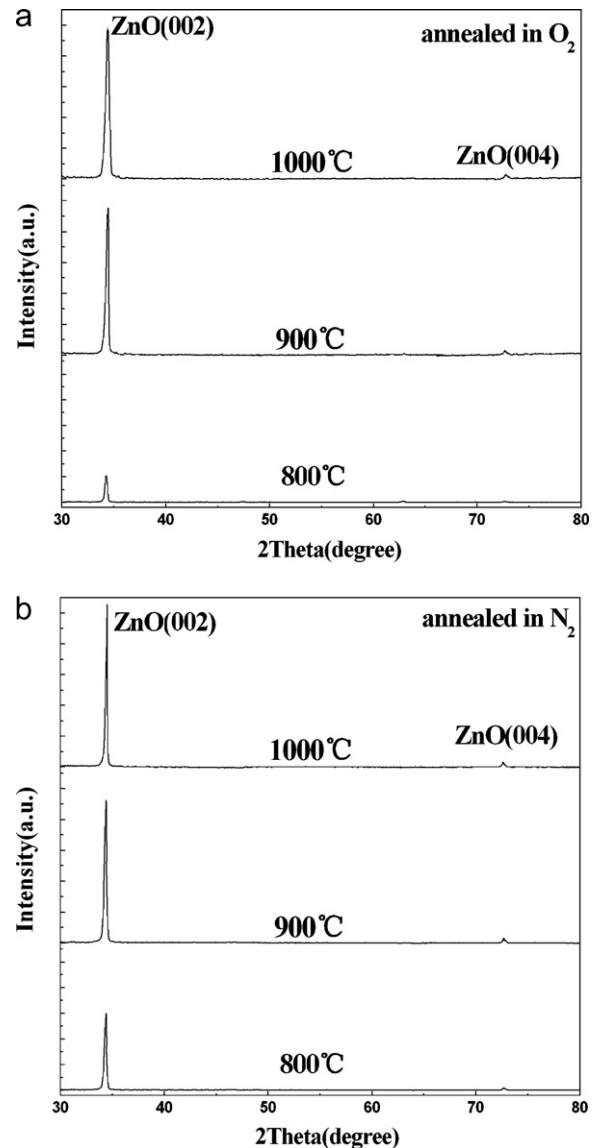 a
ZnO(002)
annealed in O2
1000℃
ZnO(004)
900℃
800℃
Intensity(a.u.)
30 40 50 60 70 80
2Theta(degree)
b
ZnO(002)
annealed in N2
1000℃
ZnO(004)
900℃
800℃
Intensity(a.u.)
30 40 50 60 70 80
2Theta(degree)